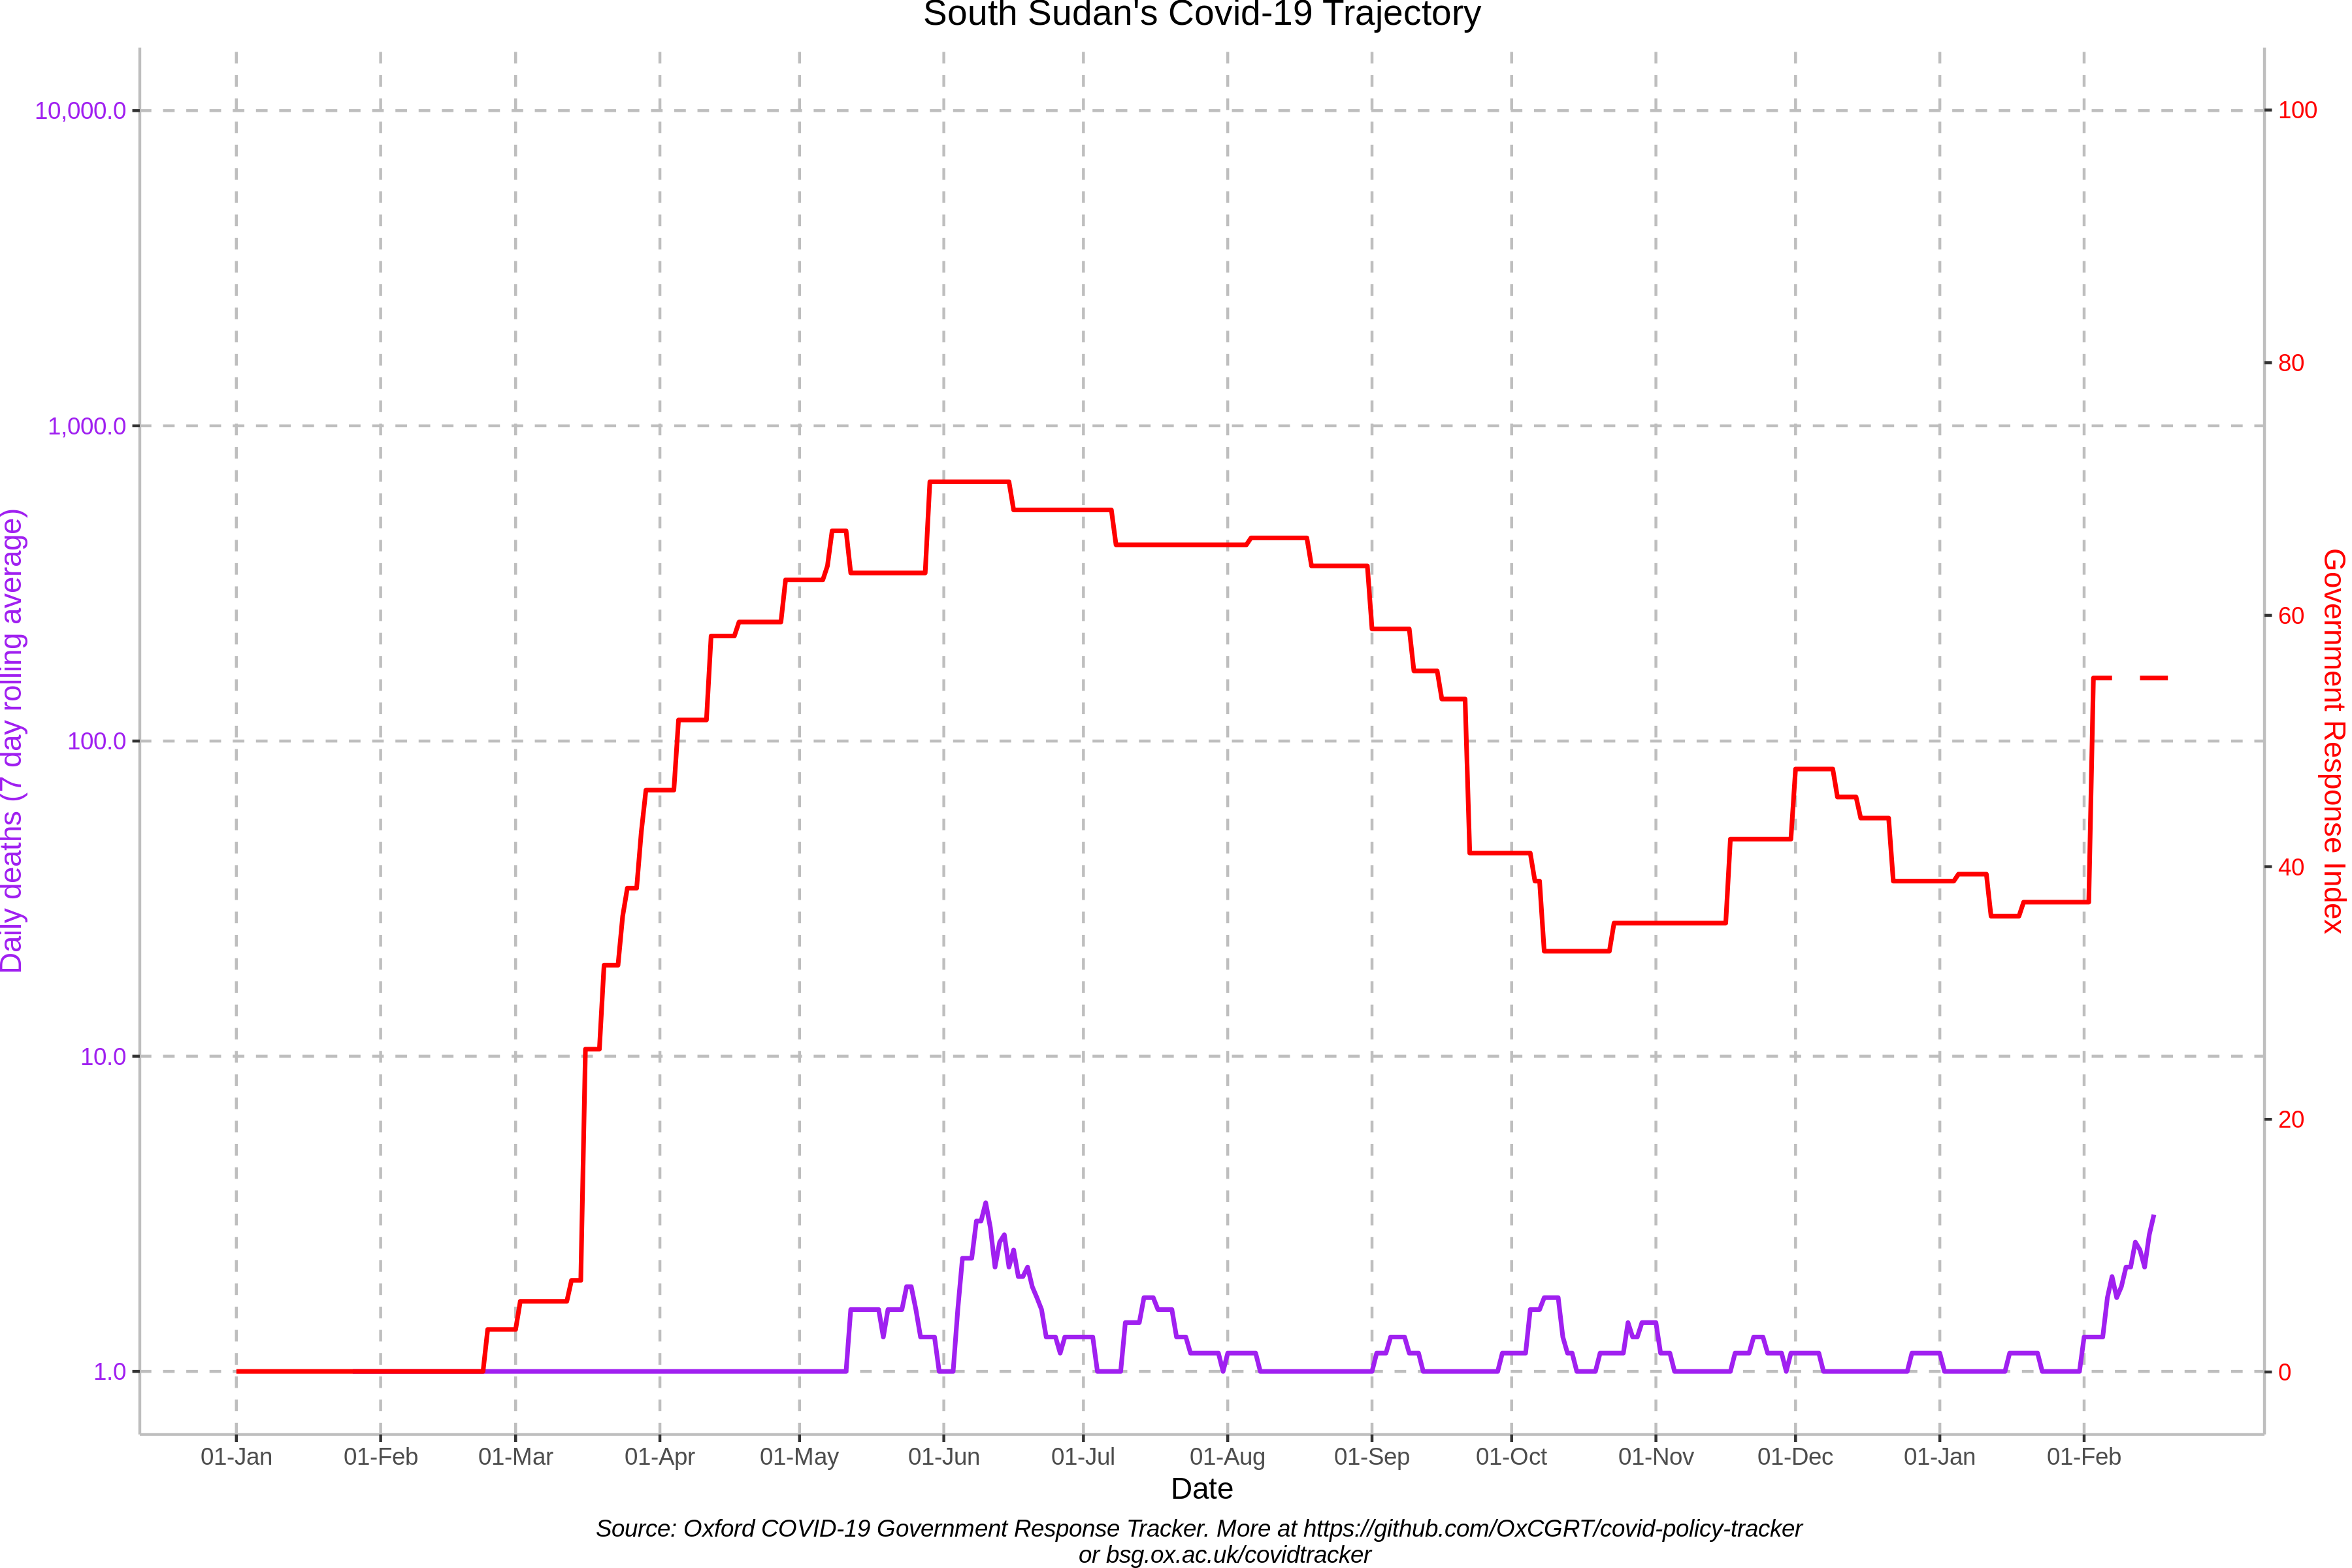 South Sudan's Covid-19 Trajectory
Daily deaths (7 day rolling average)
10,000.0
1,000.0
100.0
10.0
1.0
100
80
60
40
20
0
Government Response Index
01-Jan 01-Feb 01-Mar 01-Apr 01-May 01-Jun 01-Jul 01-Aug 01-Sep 01-Oct 01-Nov 01-Dec 01-Jan 01-Feb
Date
Source: Oxford COVID-19 Government Response Tracker. More at https://github.com/OxCGRT/covid-policy-tracker
or bsg.ox.ac.uk/covidtracker